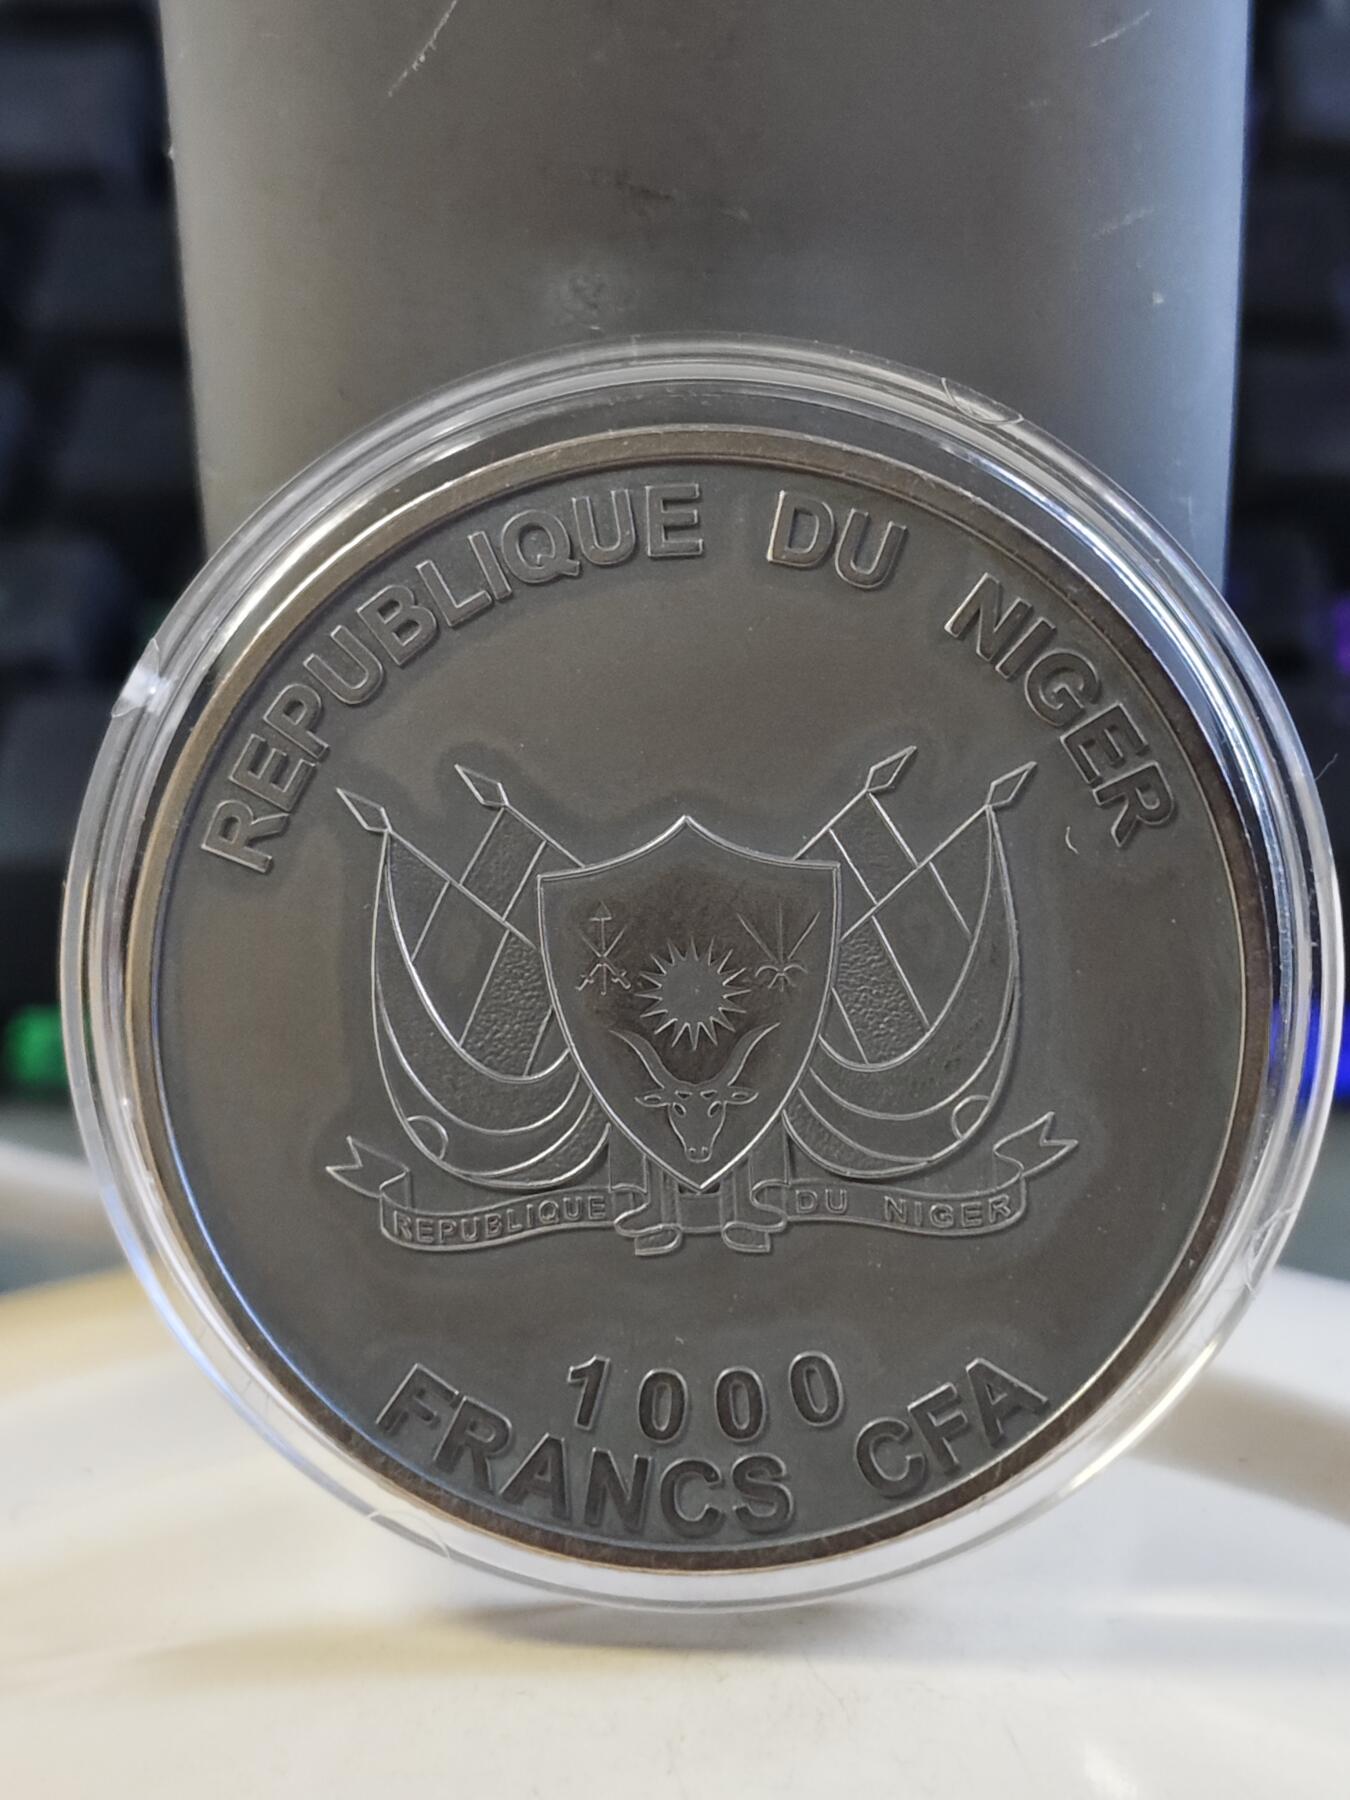 REPUBLIQUE DU NIGER
REPUBLIQUE DU NIGER
1000
FRANCS CFA